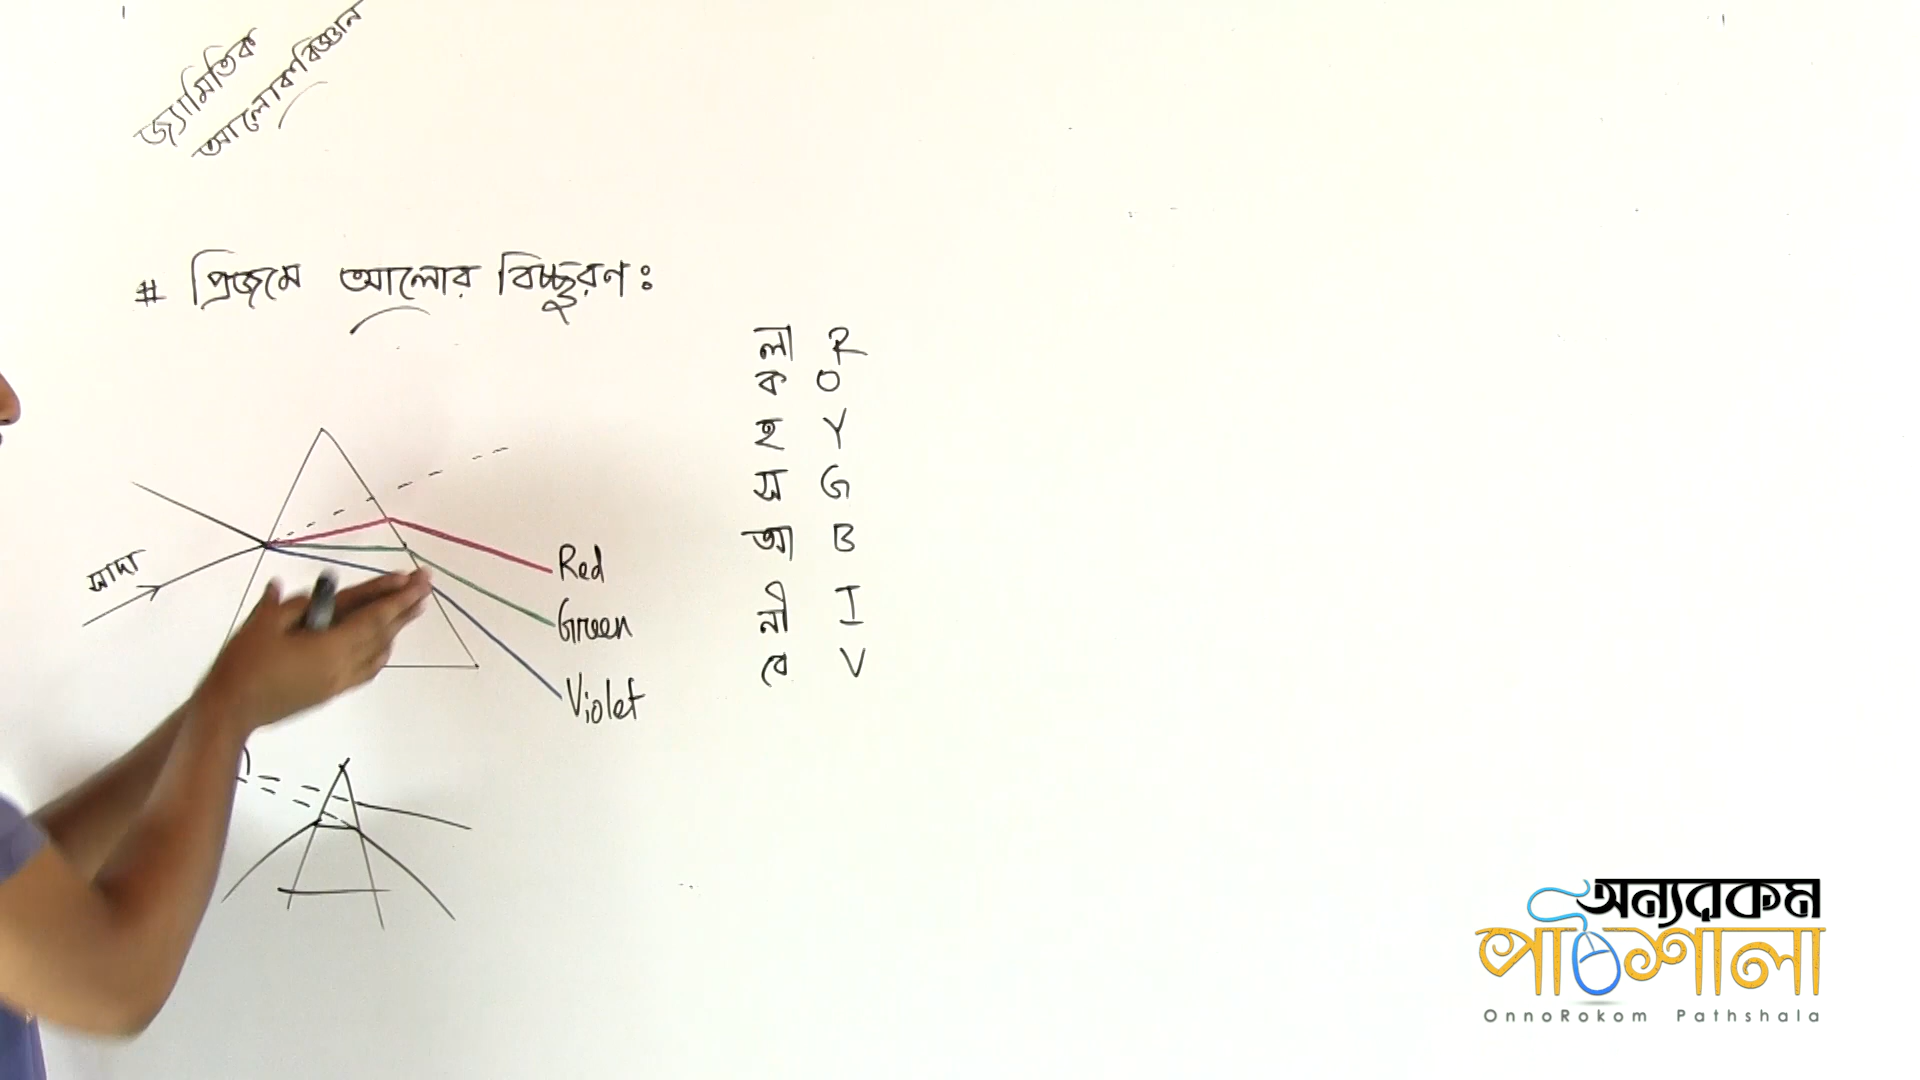 জ্যামিতিক
আলোকবিজ্ঞান
# প্রিজমে আলোর বিচ্ছুরণঃ
লা R
ক O
হ Y
স G
আ B
নী I
বে V
সাদা
Red
Green
Violet
অন্যরকম
পাঠশালা
OnnoRokom Pathshala